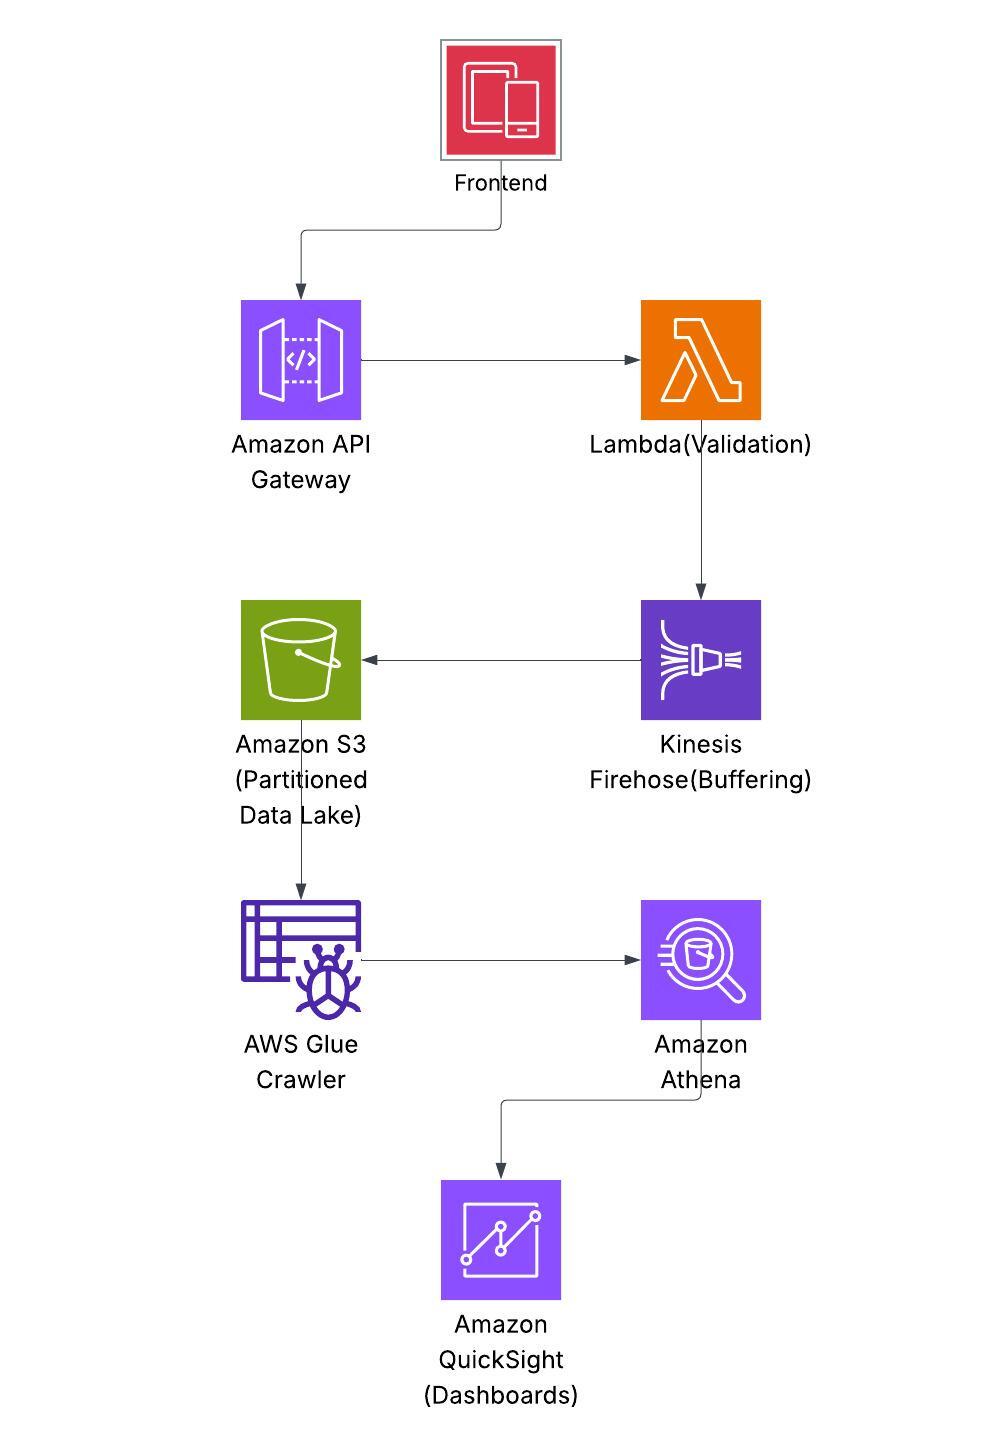 Frontend
</>
Amazon API
Gateway
Lambda(Validation)
Amazon S3
(Partitioned
Data Lake)
Kinesis
Firehose(Buffering)
AWS Glue
Crawler
Amazon
Athena
Amazon
QuickSight
(Dashboards)